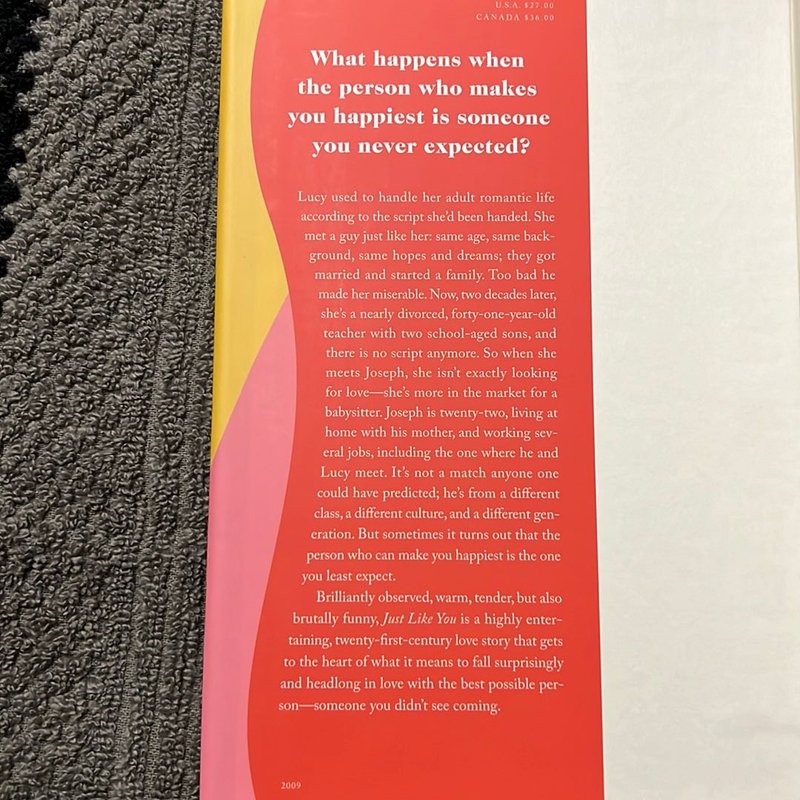 U.S.A. $27.00
CANADA $36.00
What happens when
the person who makes
you happiest is someone
you never expected?
Lucy used to handle her adult romantic life
according to the script she'd been handed. She
met a guy just like her: same age, same back-
ground, same hopes and dreams; they got
married and started a family. Too bad he
made her miserable. Now, two decades later,
she's a nearly divorced, forty-one-year-old
teacher with two school-aged sons, and
there is no script anymore. So when she
meets Joseph, she isn't exactly looking
for love—she's more in the market for a
babysitter. Joseph is twenty-two, living at
home with his mother, and working sev-
eral jobs, including the one where he and
Lucy meet. It's not a match anyone one
could have predicted; he's from a different
class, a different culture, and a different gen-
eration. But sometimes it turns out that the
person who can make you happiest is the one
you least expect.
Brilliantly observed, warm, tender, but also
brutally funny, Just Like You is a highly enter-
taining, twenty-first-century love story that gets
to the heart of what it means to fall surprisingly
and headlong in love with the best possible per-
son—someone you didn't see coming.
2009